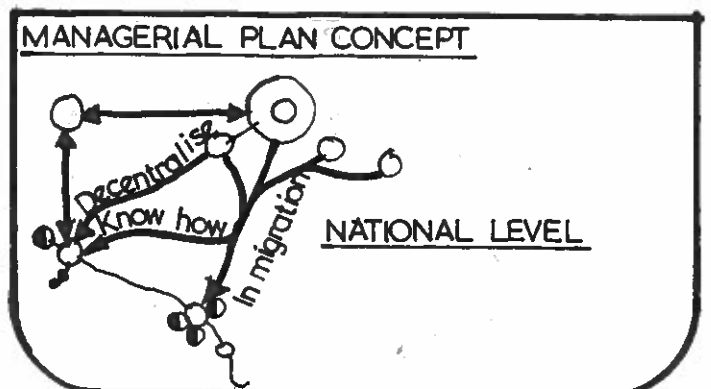 MANAGERIAL PLAN CONCEPT
Decentralise
Know how
In migration
NATIONAL LEVEL